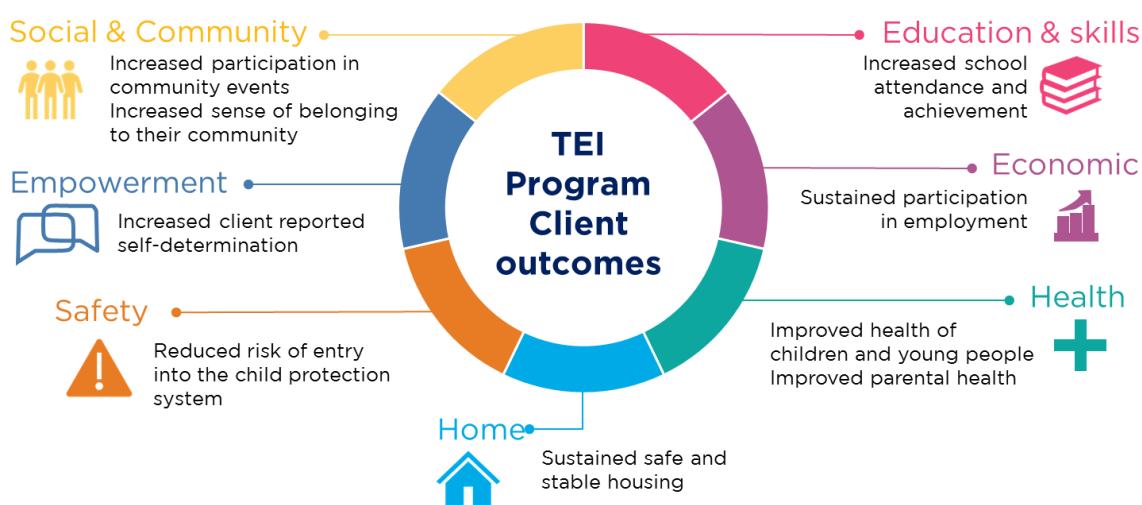 Social & Community
Increased participation in
community events
Increased sense of belonging
to their community
Empowerment
Increased client reported
self-determination
Safety
Reduced risk of entry
into the child protection
system
TEI
Program
Client
outcomes
Home
Sustained safe and
stable housing
Education & skills
Increased school
attendance and
achievement
Economic
Sustained participation
in employment
Health
Improved health of
children and young people
Improved parental health